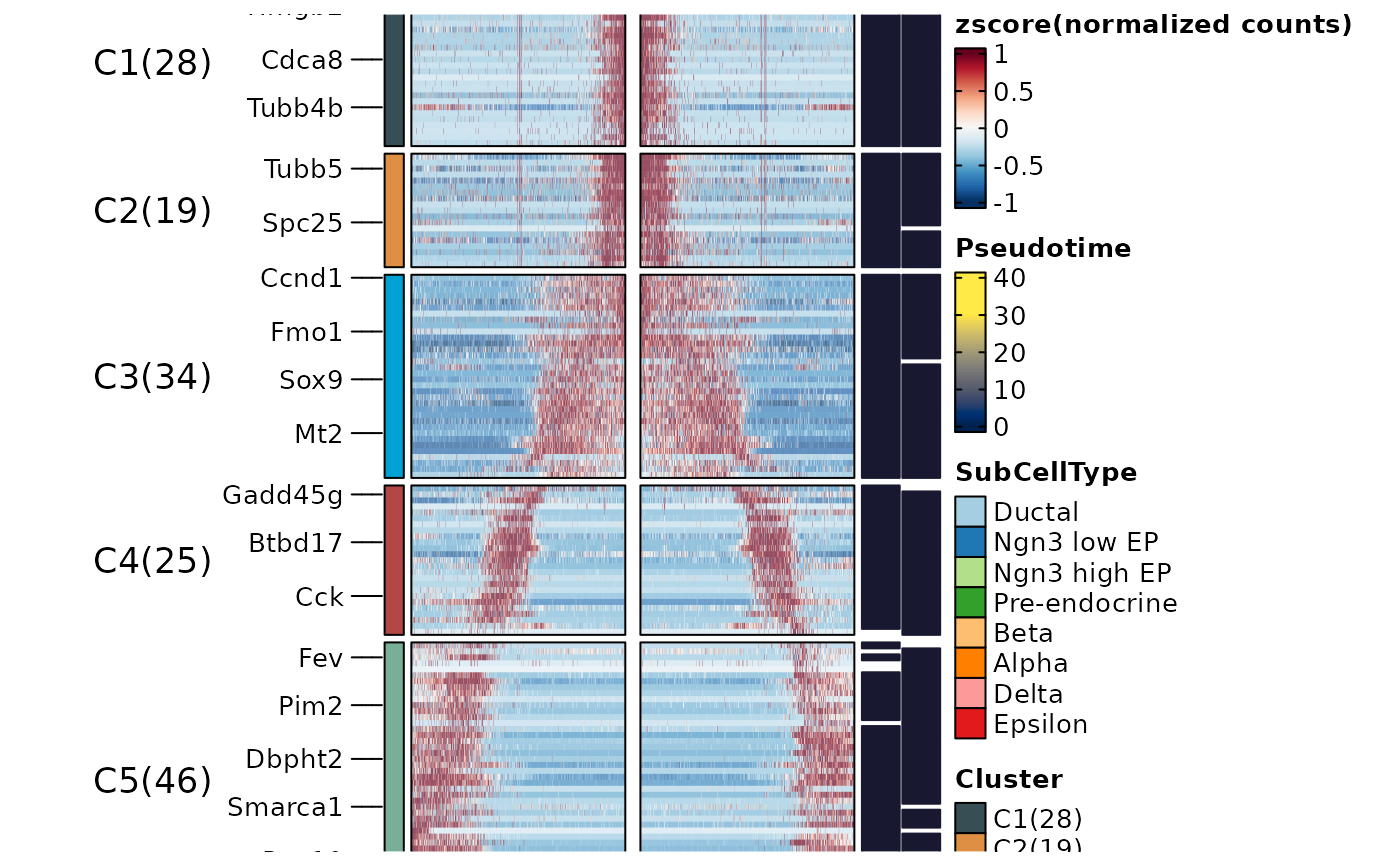 C1(28)
Cdca8
Tubb4b
C2(19)
Tubb5
Spc25
C3(34)
Ccnd1
Fmo1
Sox9
Mt2
C4(25)
Gadd45g
Btbd17
Cck
C5(46)
Fev
Pim2
Dbpht2
Smarca1
zscore(normalized counts)
1
0.5
0
-0.5
-1
Pseudotime
40
30
20
10
0
SubCellType
Ductal
Ngn3 low EP
Ngn3 high EP
Pre-endocrine
Beta
Alpha
Delta
Epsilon
Cluster
C1(28)
C2(19)